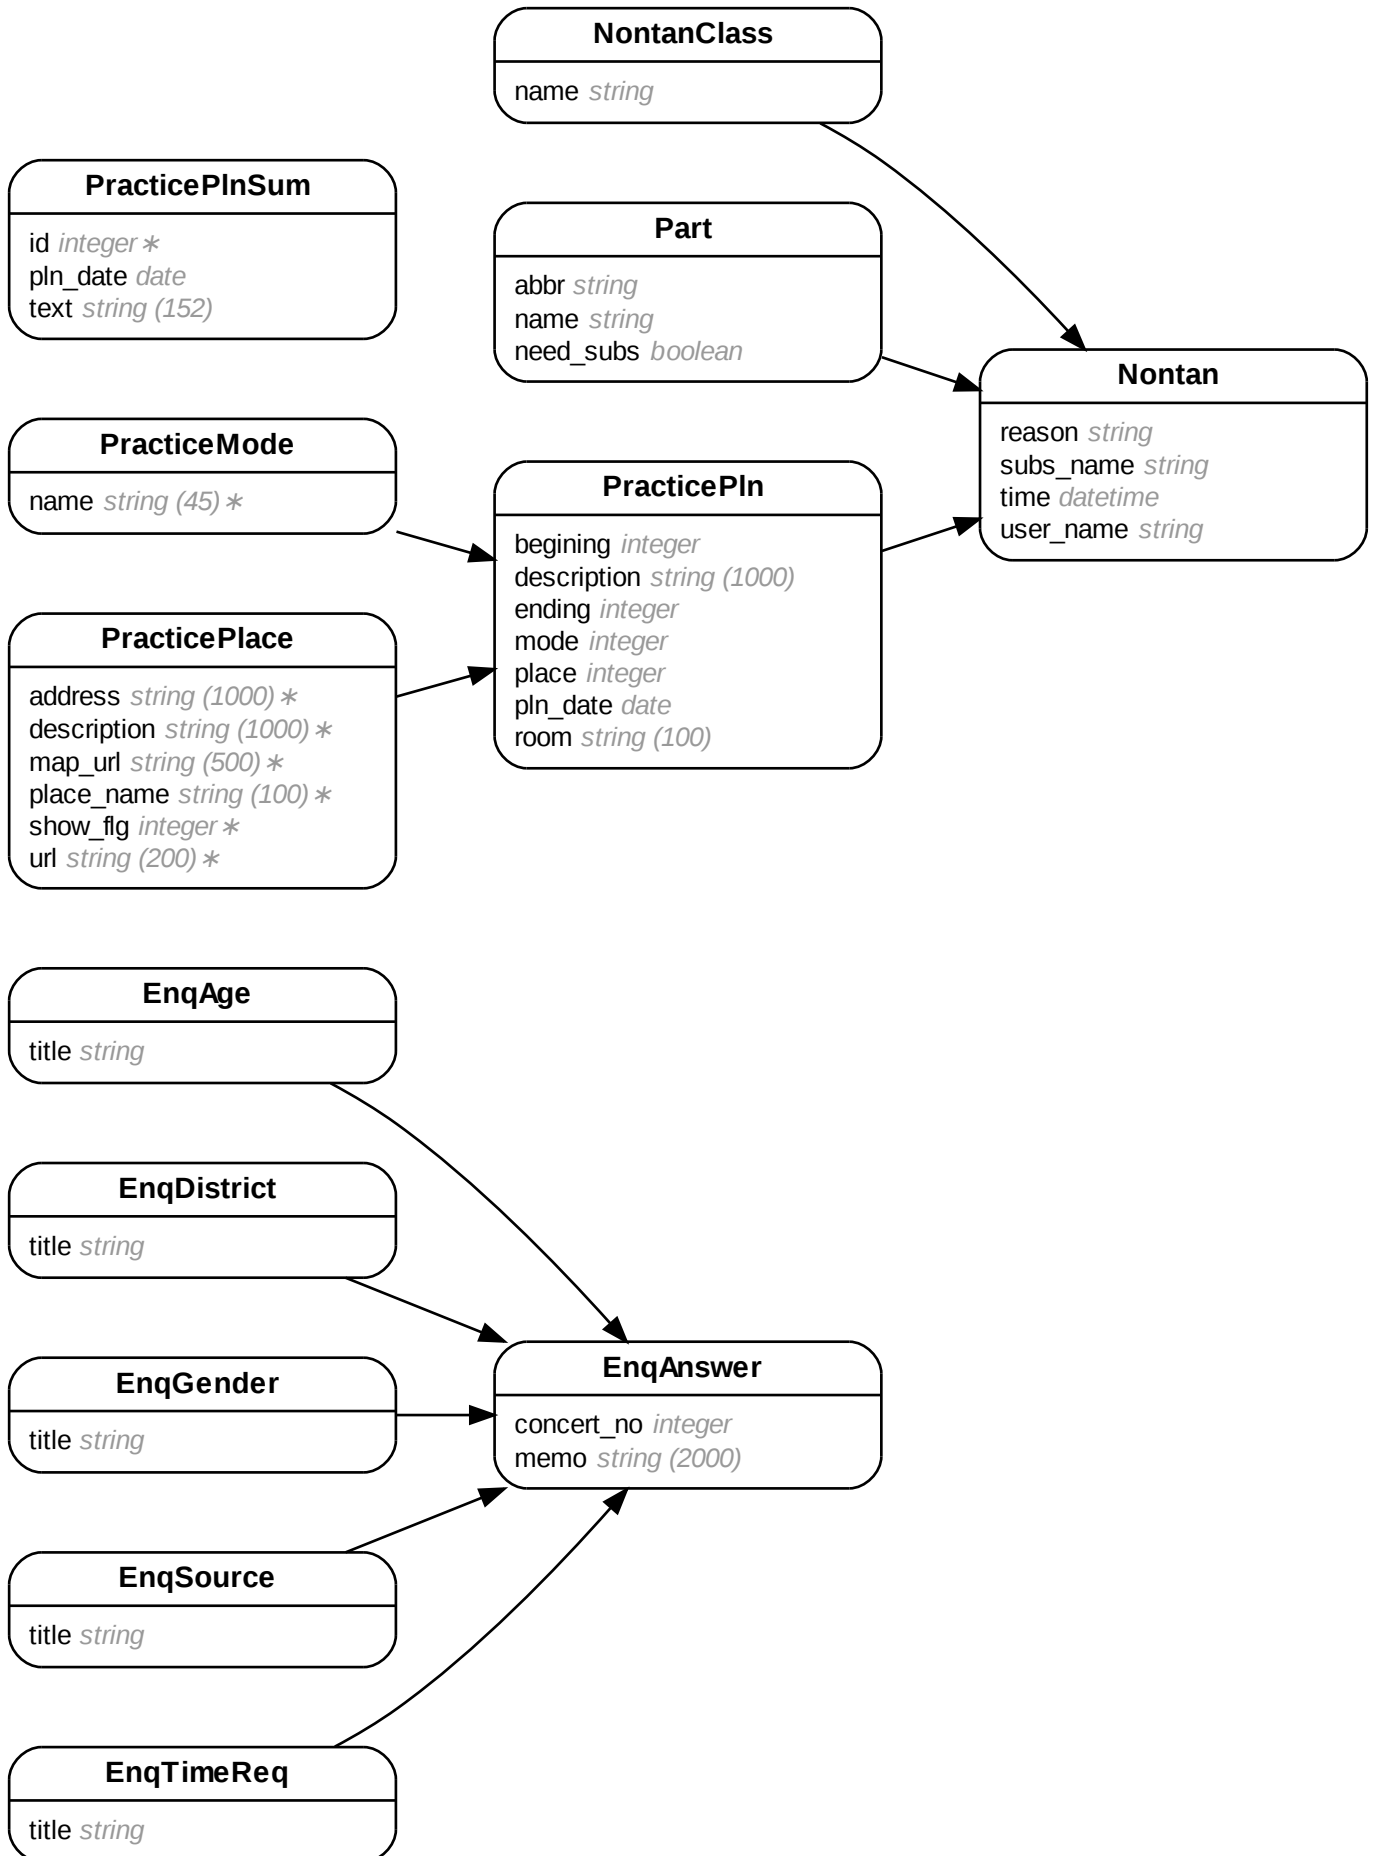 NontanClass
name string
PracticePlnSum
id integer∗
pln_date date
text string (152)
Part
abbr string
name string
need_subs boolean
Nontan
reason string
subs_name string
time datetime
user_name string
PracticeMode
name string (45)∗
PracticePln
begining integer
description string (1000)
ending integer
mode integer
place integer
pln_date date
room string (100)
PracticePlace
address string (1000)∗
description string (1000)∗
map_url string (500)∗
place_name string (100)∗
show_flg integer∗
url string (200)∗
EnqAge
title string
EnqDistrict
title string
EnqGender
title string
EnqAnswer
concert_no integer
memo string (2000)
EnqSource
title string
EnqTimeReq
title string